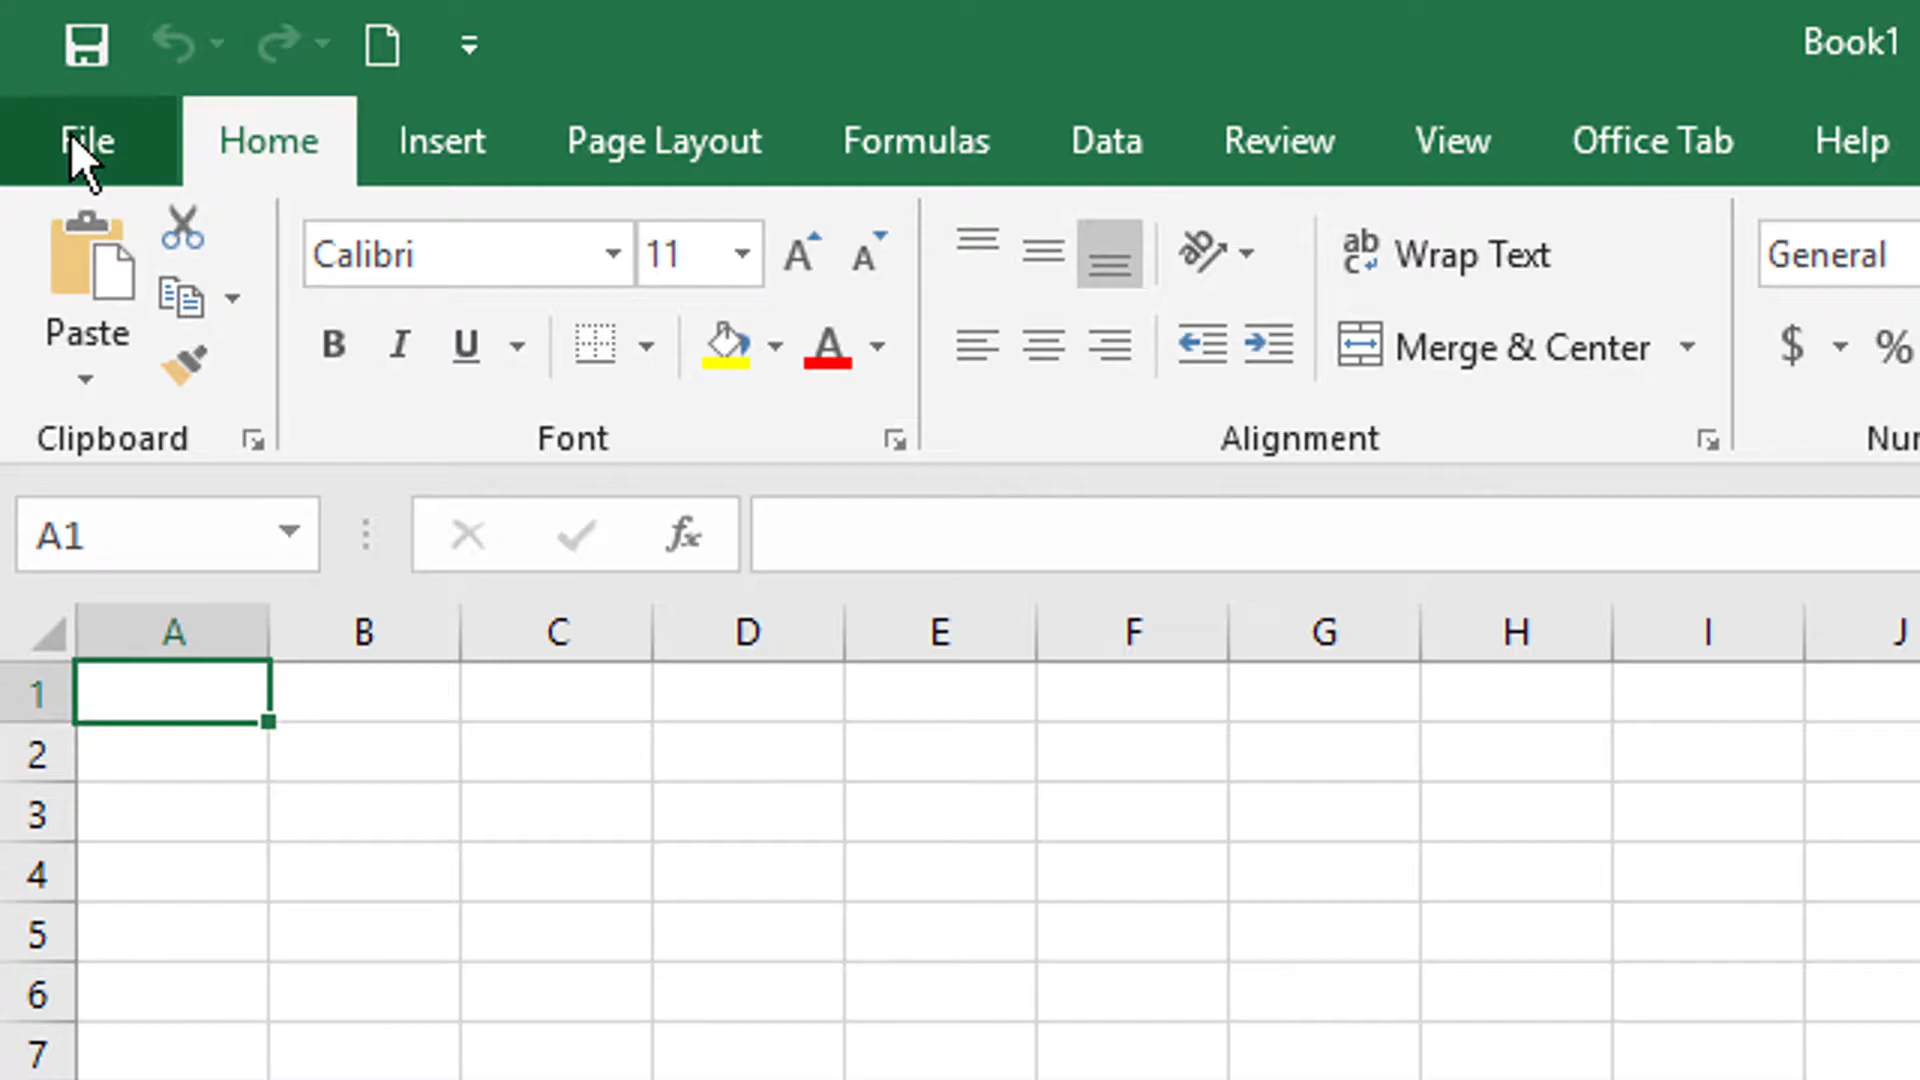 Book1
File Home Insert Page Layout Formulas Data Review View Office Tab Help
Calibri 11 Wrap Text General
Paste B I U A Merge & Center $ %
Clipboard Font Alignment
A1 fx
A B C D E F G H I J
1
2
3
4
5
6
7